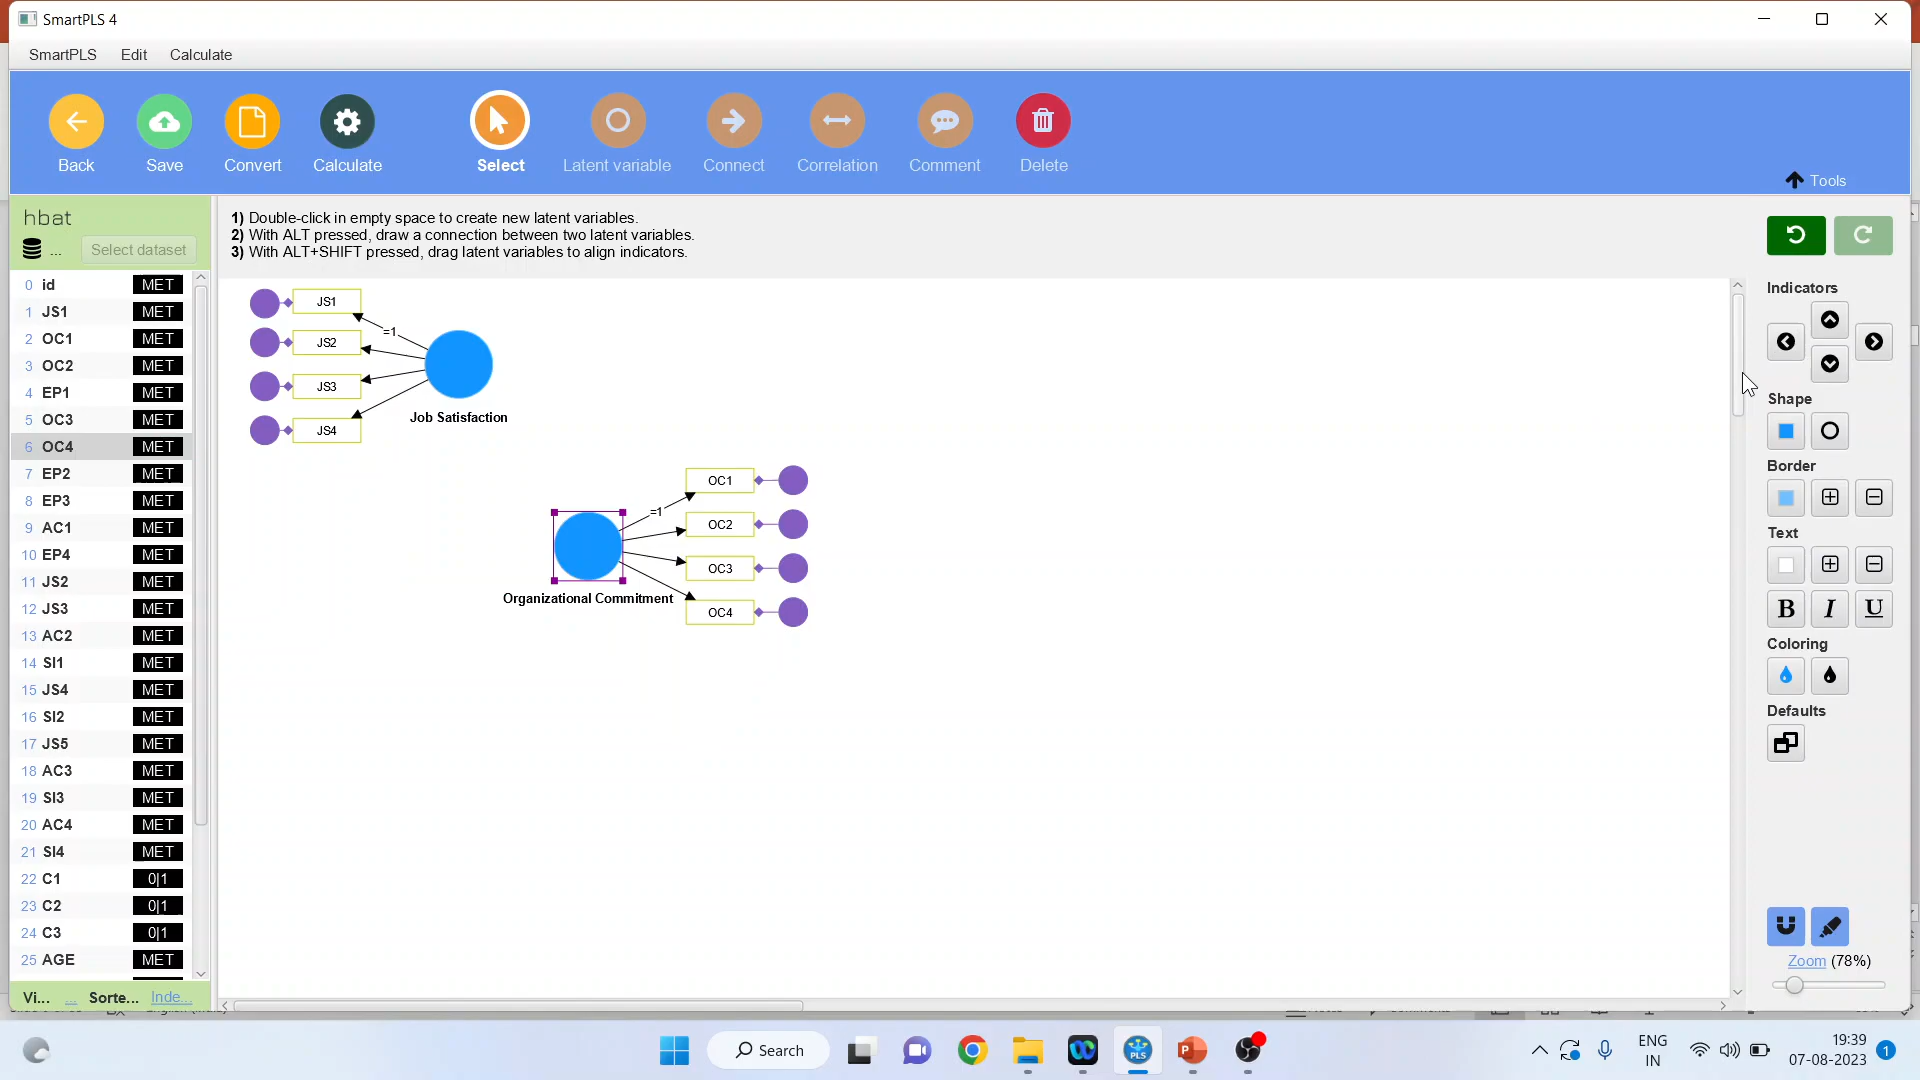 SmartPLS 4
SmartPLS Edit Calculate
Back Save Convert Calculate Select Latent variable Connect Correlation Comment Delete
Tools
hbat
... Select dataset
1) Double-click in empty space to create new latent variables.
2) With ALT pressed, draw a connection between two latent variables.
3) With ALT+SHIFT pressed, drag latent variables to align indicators.
0 id MET
1 JS1 MET
2 OC1 MET
3 OC2 MET
4 EP1 MET
5 OC3 MET
6 OC4 MET
7 EP2 MET
8 EP3 MET
9 AC1 MET
10 EP4 MET
11 JS2 MET
12 JS3 MET
13 AC2 MET
14 SI1 MET
15 JS4 MET
16 SI2 MET
17 JS5 MET
18 AC3 MET
19 SI3 MET
20 AC4 MET
21 SI4 MET
22 C1 0|1
23 C2 0|1
24 C3 0|1
25 AGE MET
Vi... ... Sorte... Inde...
JS1
=1
JS2
JS3
JS4
Job Satisfaction
OC1
=1
OC2
OC3
OC4
Organizational Commitment
Indicators
Shape
Border
Text
B I U
Coloring
Defaults
Zoom (78%)
Search
PLS
P
ENG
IN
19:39
07-08-2023
1